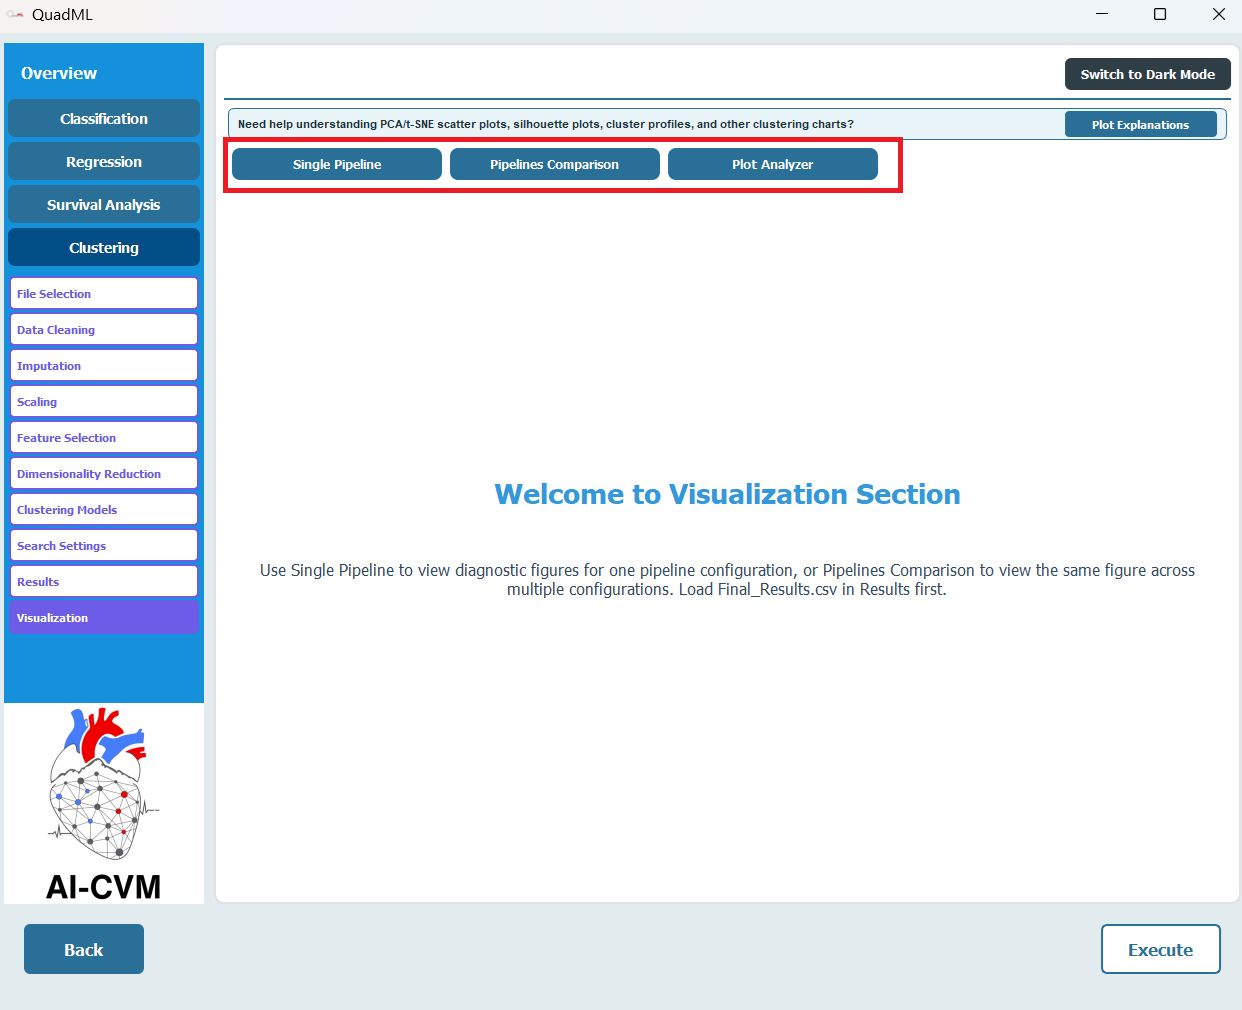 QuadML
Overview
Classification
Regression
Survival Analysis
Clustering
File Selection
Data Cleaning
Imputation
Scaling
Feature Selection
Dimensionality Reduction
Clustering Models
Search Settings
Results
Visualization
AI-CVM
Switch to Dark Mode
Need help understanding PCA/t-SNE scatter plots, silhouette plots, cluster profiles, and other clustering charts?
Plot Explanations
Single Pipeline
Pipelines Comparison
Plot Analyzer
Welcome to Visualization Section
Use Single Pipeline to view diagnostic figures for one pipeline configuration, or Pipelines Comparison to view the same figure across
multiple configurations. Load Final_Results.csv in Results first.
Back
Execute